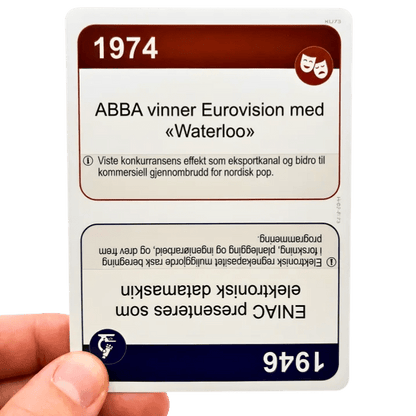 KU73
1974
ABBA vinner Eurovision med
«Waterloo»
Viste konkurransens effekt som eksportkanal og bidro til
kommersiell gjennombrudd for nordisk pop.
1946
ENIAC presenteres som
elektronisk datamaskin
Elektronisk regnekapasitet muliggjorde rask beregning
i forskning, planlegging og ingeniørarbeid, og drev frem
programmering.